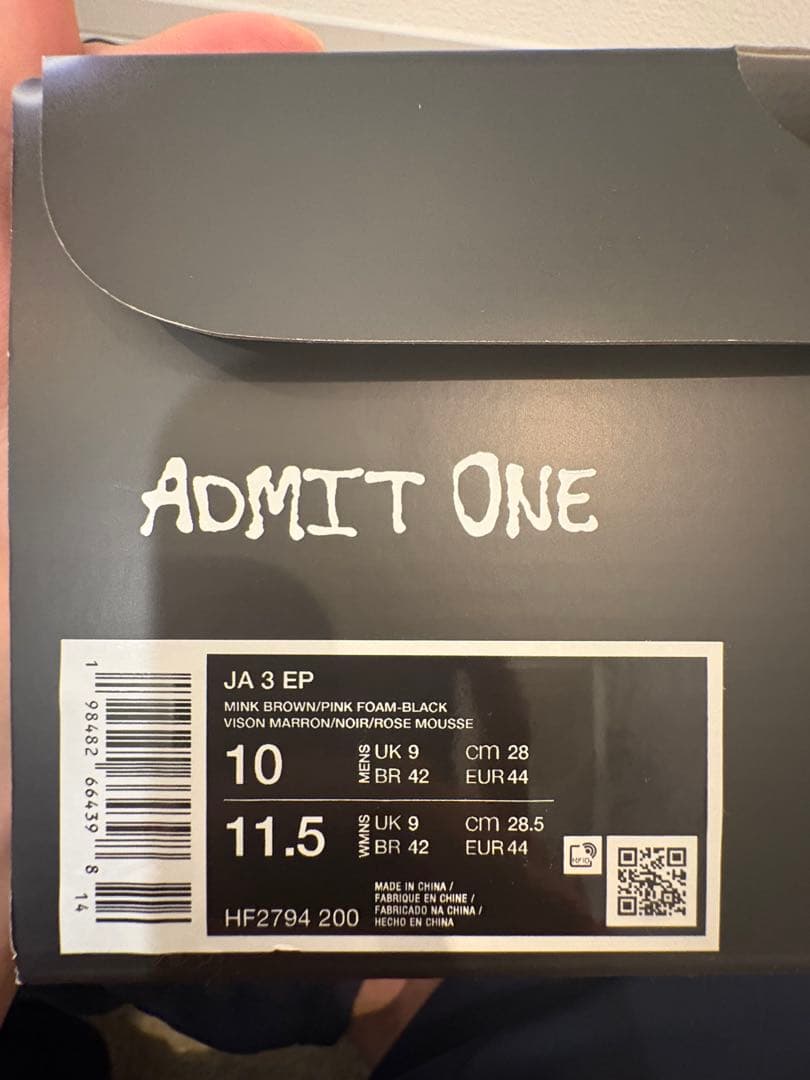 ADMIT ONE
JA 3 EP
MINK BROWN/PINK FOAM-BLACK
VISON MARRON/NOIR/ROSE MOUSSE
10 MENS UK 9 cm 28
BR 42 EUR 44
11.5 WMNS UK 9 cm 28.5
BR 42 EUR 44
MADE IN CHINA /
FABRIQUE EN CHINE /
FABRICADO NA CHINA /
HECHO EN CHINA
HF2794 200
RFID
1 98482 66439 8 14